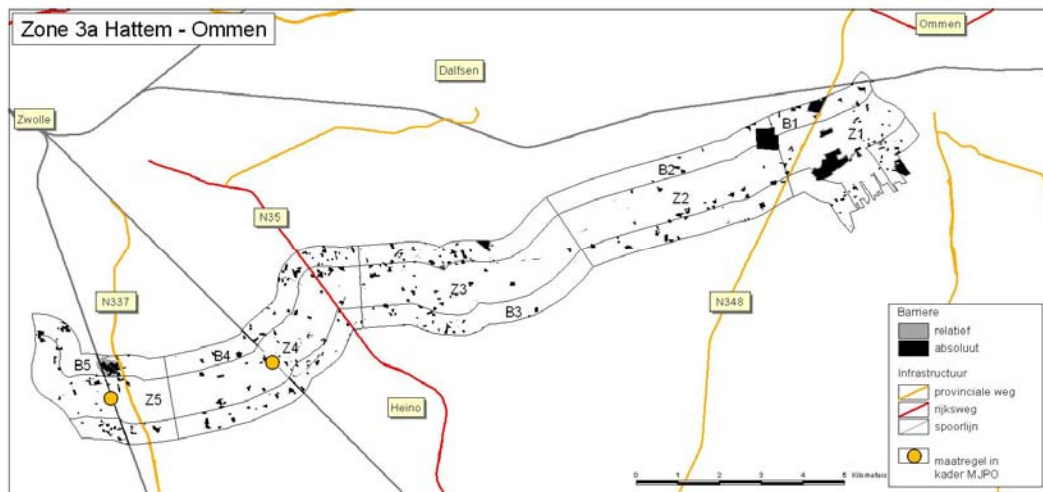 Zone 3a Hattem - Ommen
Ommen
Dalfsen
Zwolle
B1
Z1
B2
Z2
N35
Z3
N337
N348
B3
B4
Z4
B5
Z5
Heino
Barriere
relatief
absoluut
Infrastructuur
provinciale weg
rijksweg
spoorlijn
maatregel in
kader MJPO
0 1 2 3 4 5 Kilometers